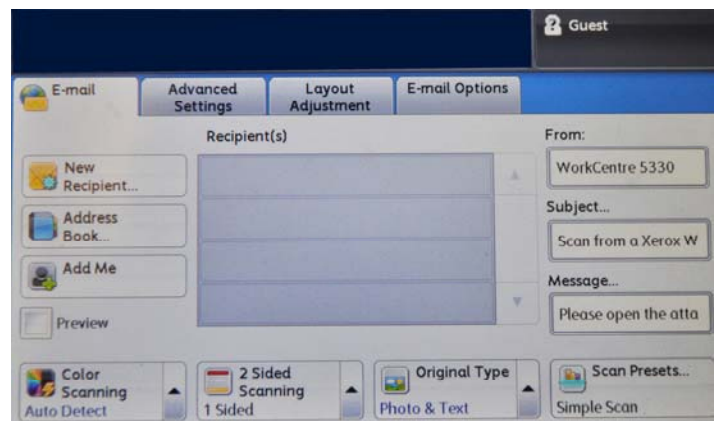 Guest
E-mail
Advanced
Settings
Layout
Adjustment
E-mail Options
Recipient(s)
From:
New
Recipient...
WorkCentre 5330
Address
Book...
Subject...
Scan from a Xerox W
Add Me
Message...
Please open the atta
Preview
Color
Scanning
Auto Detect
2 Sided
Scanning
1 Sided
Original Type
Photo & Text
Scan Presets...
Simple Scan